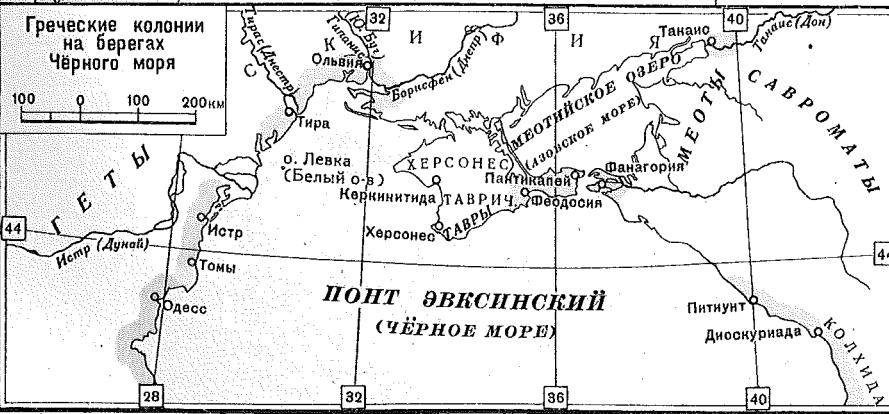 Греческие колонии
на берегах
Чёрного моря
100 0 100 200км
32
36
40
Тирас(Днестр)
Ю. Буг
Гипанис
СКИФИЯ
Ольвия
Борисфен(Днепр)
Танаис
Танаис(Дон)
МЕОТИЙСКОЕ ОЗЕРО
(АЗОВСКОЕ МОРЕ)
МЕОТЫ
САВРОМАТЫ
Тира
о. Левка
(Белый о-в)
ХЕРСОНЕС
ТАВРИЧ.
Керкинитида
Пантикапей
Фанагория
Феодосия
Херсонес
ТАВРЫ
ГЕТЫ
44
Истр(Дунай)
Истр
Томы
Одесс
44
ПОНТ ЭВКСИНСКИЙ
(ЧЁРНОЕ МОРЕ)
Питиунт
Диоскуриада
КОЛХИДА
28
32
36
40